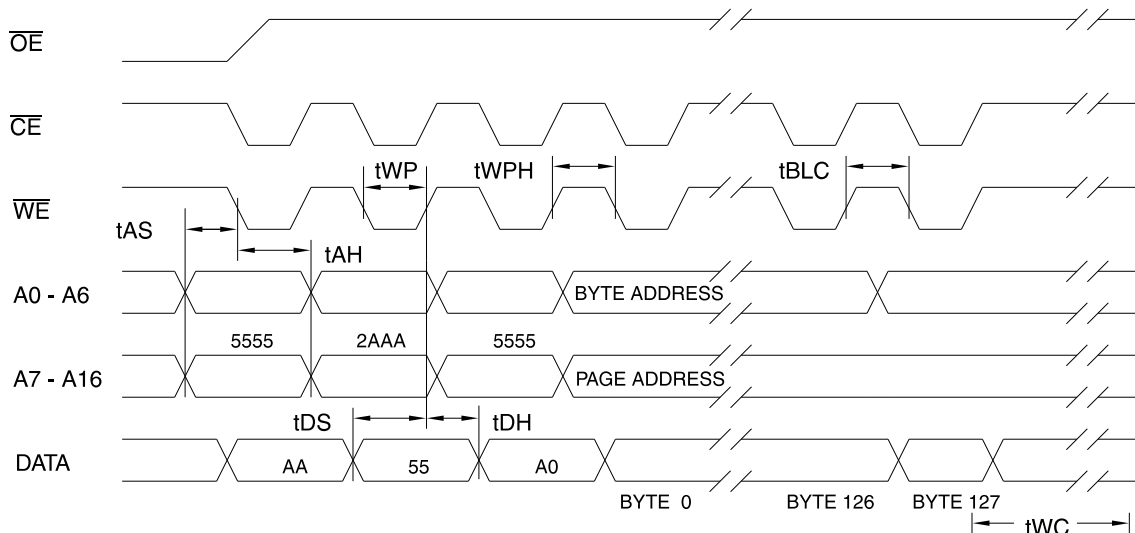 OE
CE
tWP tWPH tBLC
WE
tAS
tAH
A0 - A6 BYTE ADDRESS
5555 2AAA 5555
A7 - A16 PAGE ADDRESS
tDS tDH
DATA AA 55 A0
BYTE 0 BYTE 126 BYTE 127
tWC